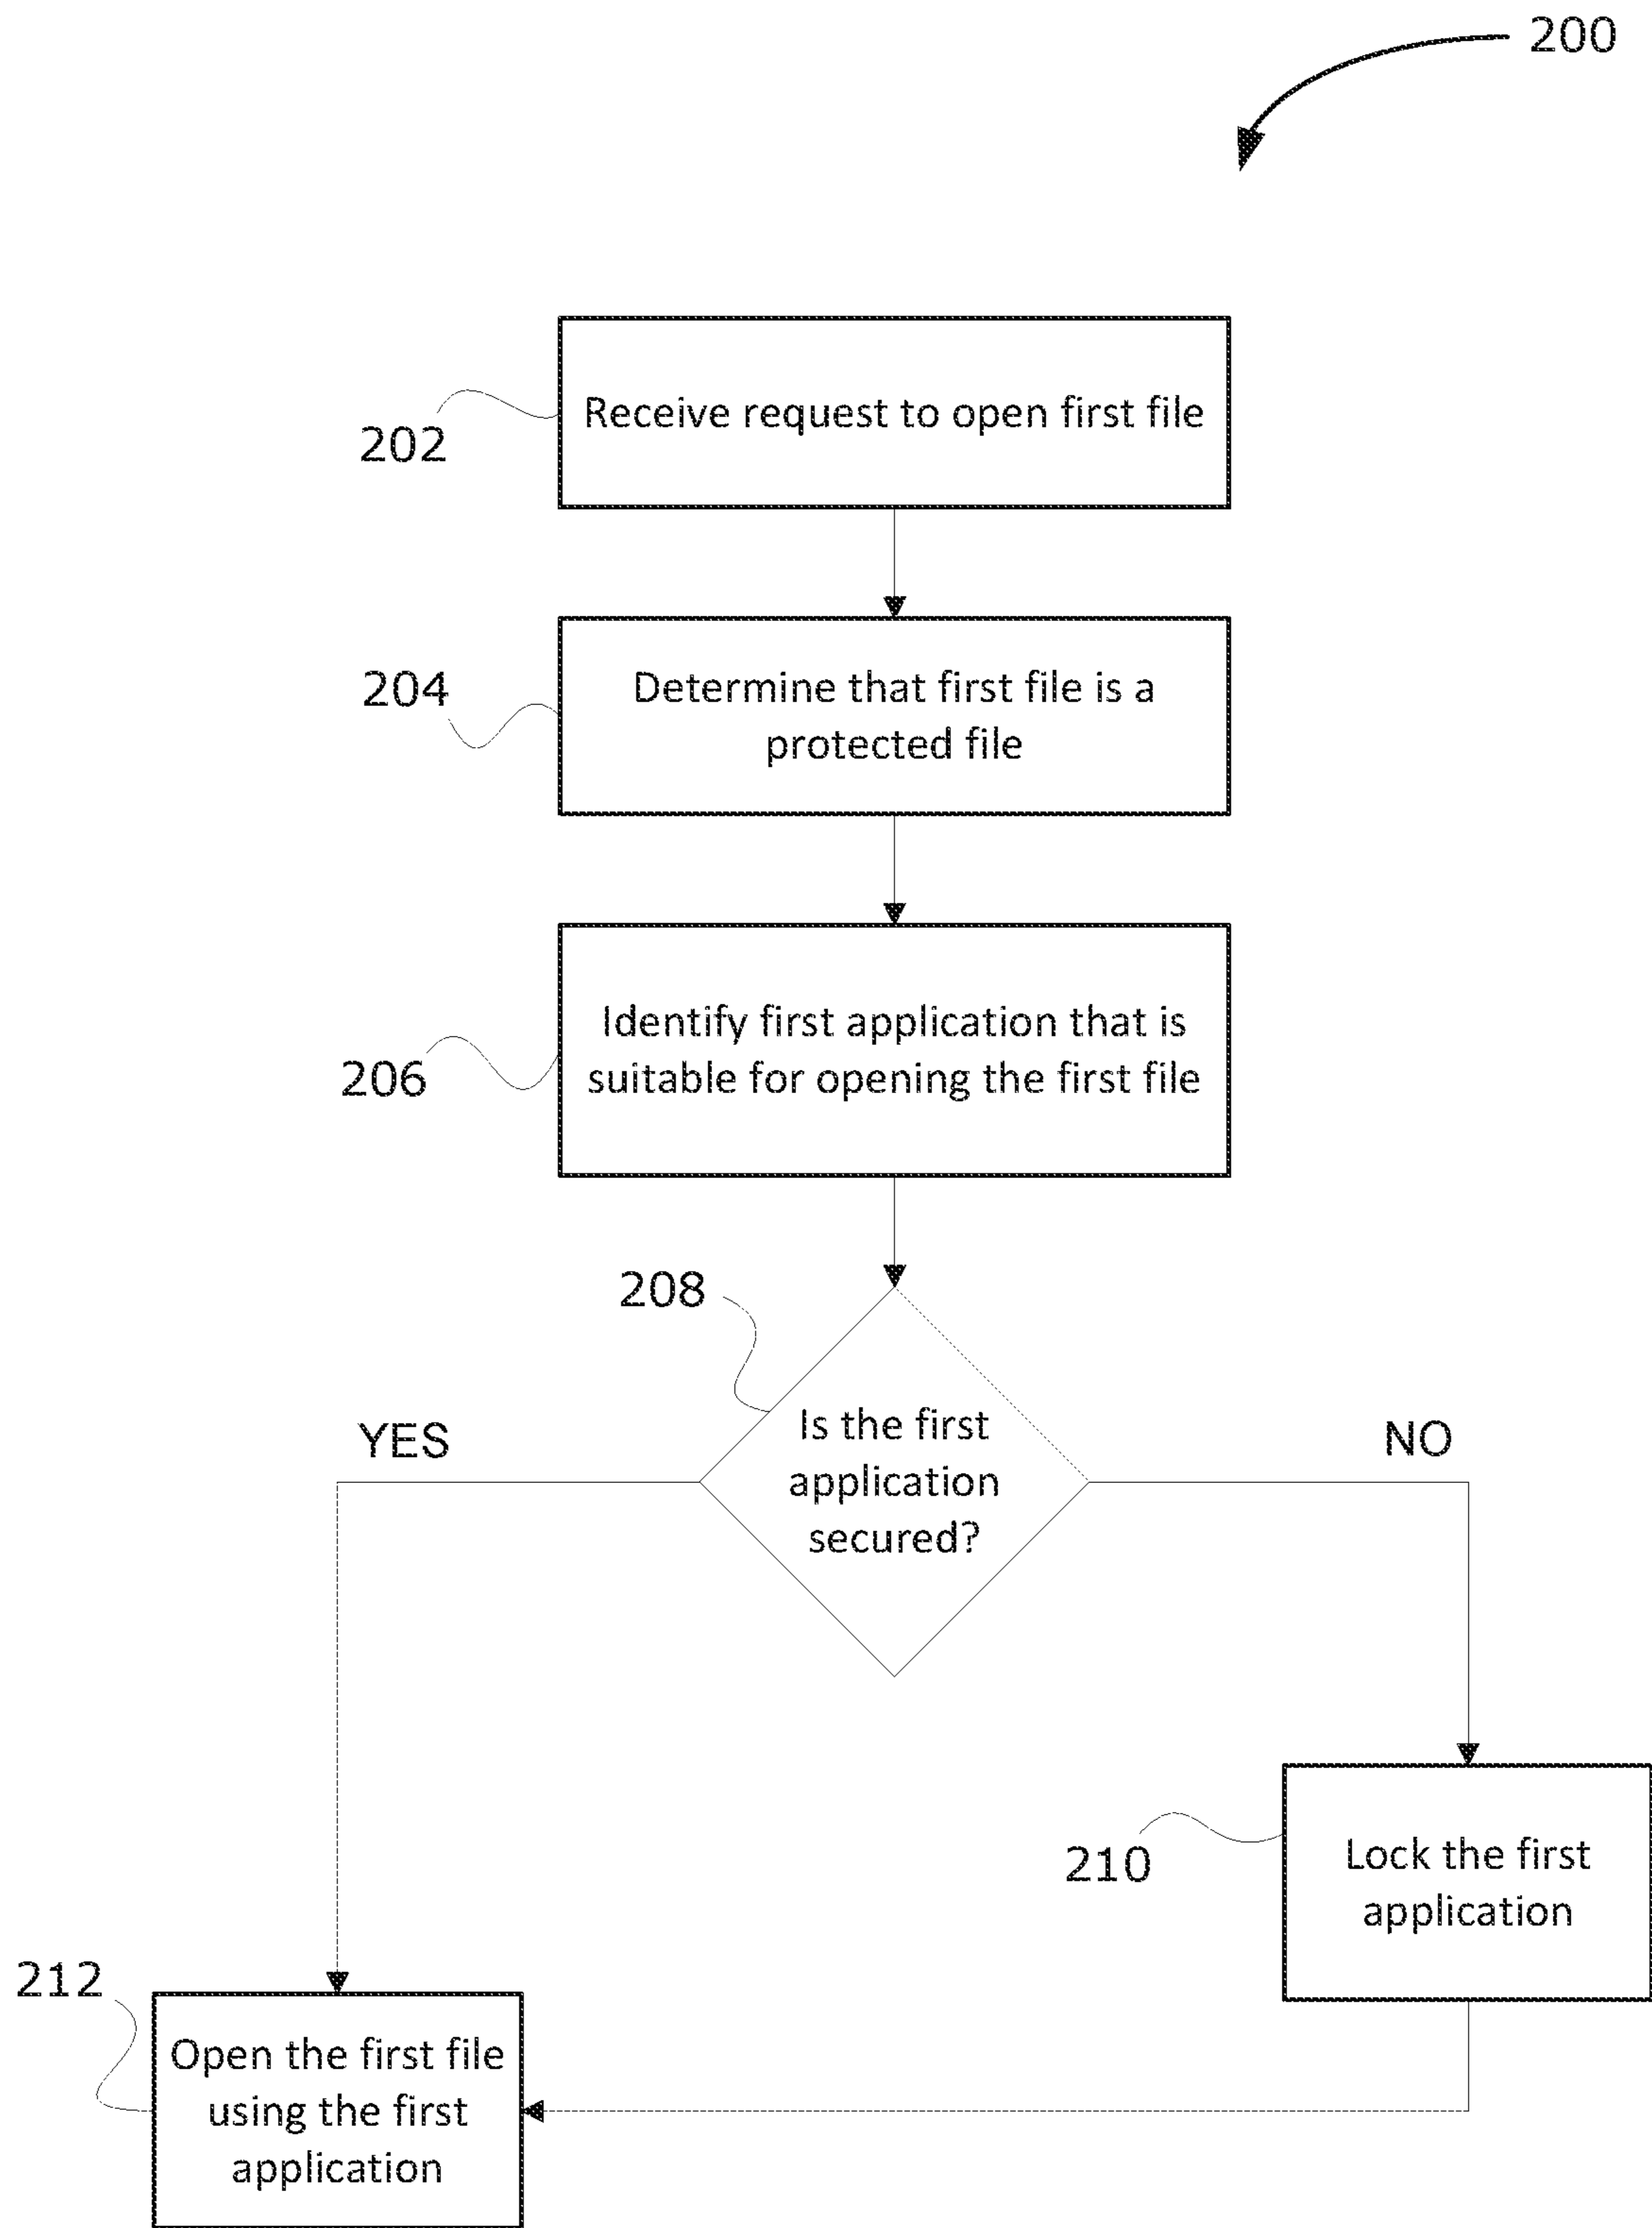 200
Receive request to open first file
202
204
Determine that first file is a
protected file
Identify first application that is
suitable for opening the first file
206
208
Is the first
application
secured?
YES
NO
210
Lock the first
application
212
Open the first file
using the first
application